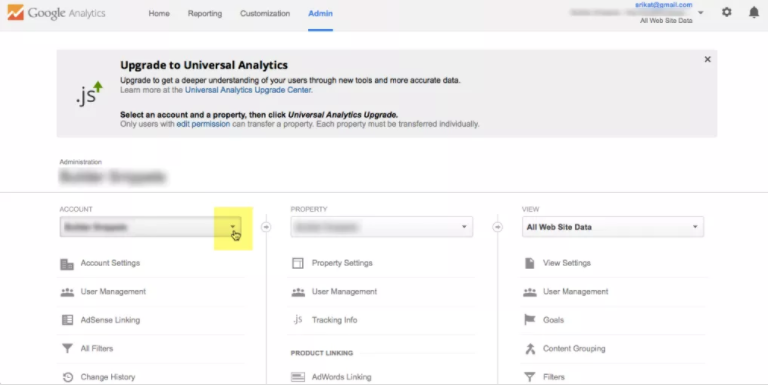 Google Analytics
Home Reporting Customization Admin
srikat@gmail.com
All Web Site Data
Upgrade to Universal Analytics
Upgrade to get a deeper understanding of your users through new tools and more accurate data.
Learn more at the Universal Analytics Upgrade Center.
.js
Select an account and a property, then click Universal Analytics Upgrade.
Only users with edit permission can transfer a property. Each property must be transferred individually.
Administration
ACCOUNT PROPERTY VIEW
All Web Site Data
Account Settings Property Settings View Settings
User Management User Management User Management
AdSense Linking .js Tracking Info Goals
All Filters PRODUCT LINKING Content Grouping
Change History AdWords Linking Filters